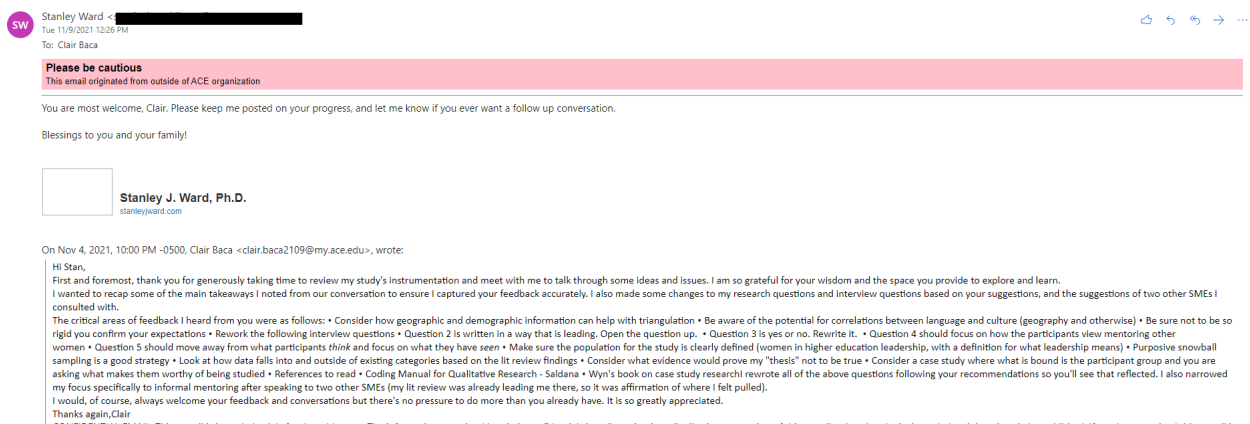 SW
Stanley Ward <
Tue 11/9/2021 12:26 PM
To: Clair Baca
Please be cautious
This email originated from outside of ACE organization
You are most welcome, Clair. Please keep me posted on your progress, and let me know if you ever want a follow up conversation.
Blessings to you and your family!
Stanley J. Ward, Ph.D.
stanleyjward.com
On Nov 4, 2021, 10:00 PM -0500, Clair Baca <clair.baca2109@my.ace.edu>, wrote:
Hi Stan,
First and foremost, thank you for generously taking time to review my study's instrumentation and meet with me to talk through some ideas and issues. I am so grateful for your wisdom and the space you provide to explore and learn.
I wanted to recap some of the main takeaways I noted from our conversation to ensure I captured your feedback accurately. I also made some changes to my research questions and interview questions based on your suggestions, and the suggestions of two other SMEs I
consulted with.
The critical areas of feedback I heard from you were as follows: • Consider how geographic and demographic information can help with triangulation • Be aware of the potential for correlations between language and culture (geography and otherwise) • Be sure not to be so
rigid you confirm your expectations • Rework the following interview questions • Question 2 is written in a way that is leading. Open the question up. • Question 3 is yes or no. Rewrite it. • Question 4 should focus on how the participants view mentoring other
women • Question 5 should move away from what participants think and focus on what they have seen • Make sure the population for the study is clearly defined (women in higher education leadership, with a definition for what leadership means) • Purposive snowball
sampling is a good strategy • Look at how data falls into and outside of existing categories based on the lit review findings • Consider what evidence would prove my "thesis" not to be true • Consider a case study where what is bound is the participant group and you are
asking what makes them worthy of being studied • References to read • Coding Manual for Qualitative Research - Saldana • Wyn's book on case study researchI rewrote all of the above questions following your recommendations so you'll see that reflected. I also narrowed
my focus specifically to informal mentoring after speaking to two other SMEs (my lit review was already leading me there, so it was affirmation of where I felt pulled).
I would, of course, always welcome your feedback and conversations but there's no pressure to do more than you already have. It is so greatly appreciated.
Thanks again,Clair